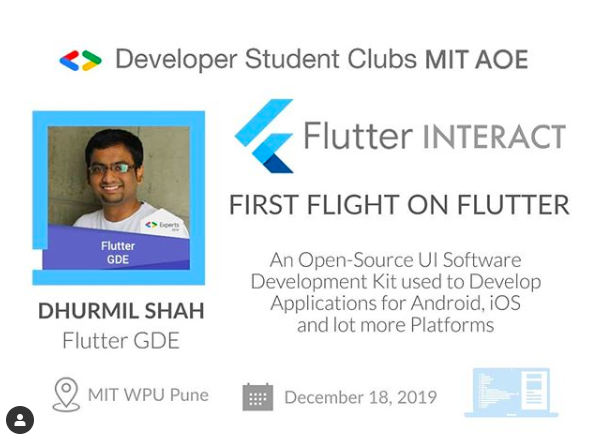 Developer Student Clubs MIT AOE
Flutter INTERACT
FIRST FLIGHT ON FLUTTER
An Open-Source UI Software
Development Kit used to Develop
Applications for Android, iOS
and lot more Platforms
Experts
Flutter
GDE
DHURMIL SHAH
Flutter GDE
MIT WPU Pune
December 18, 2019